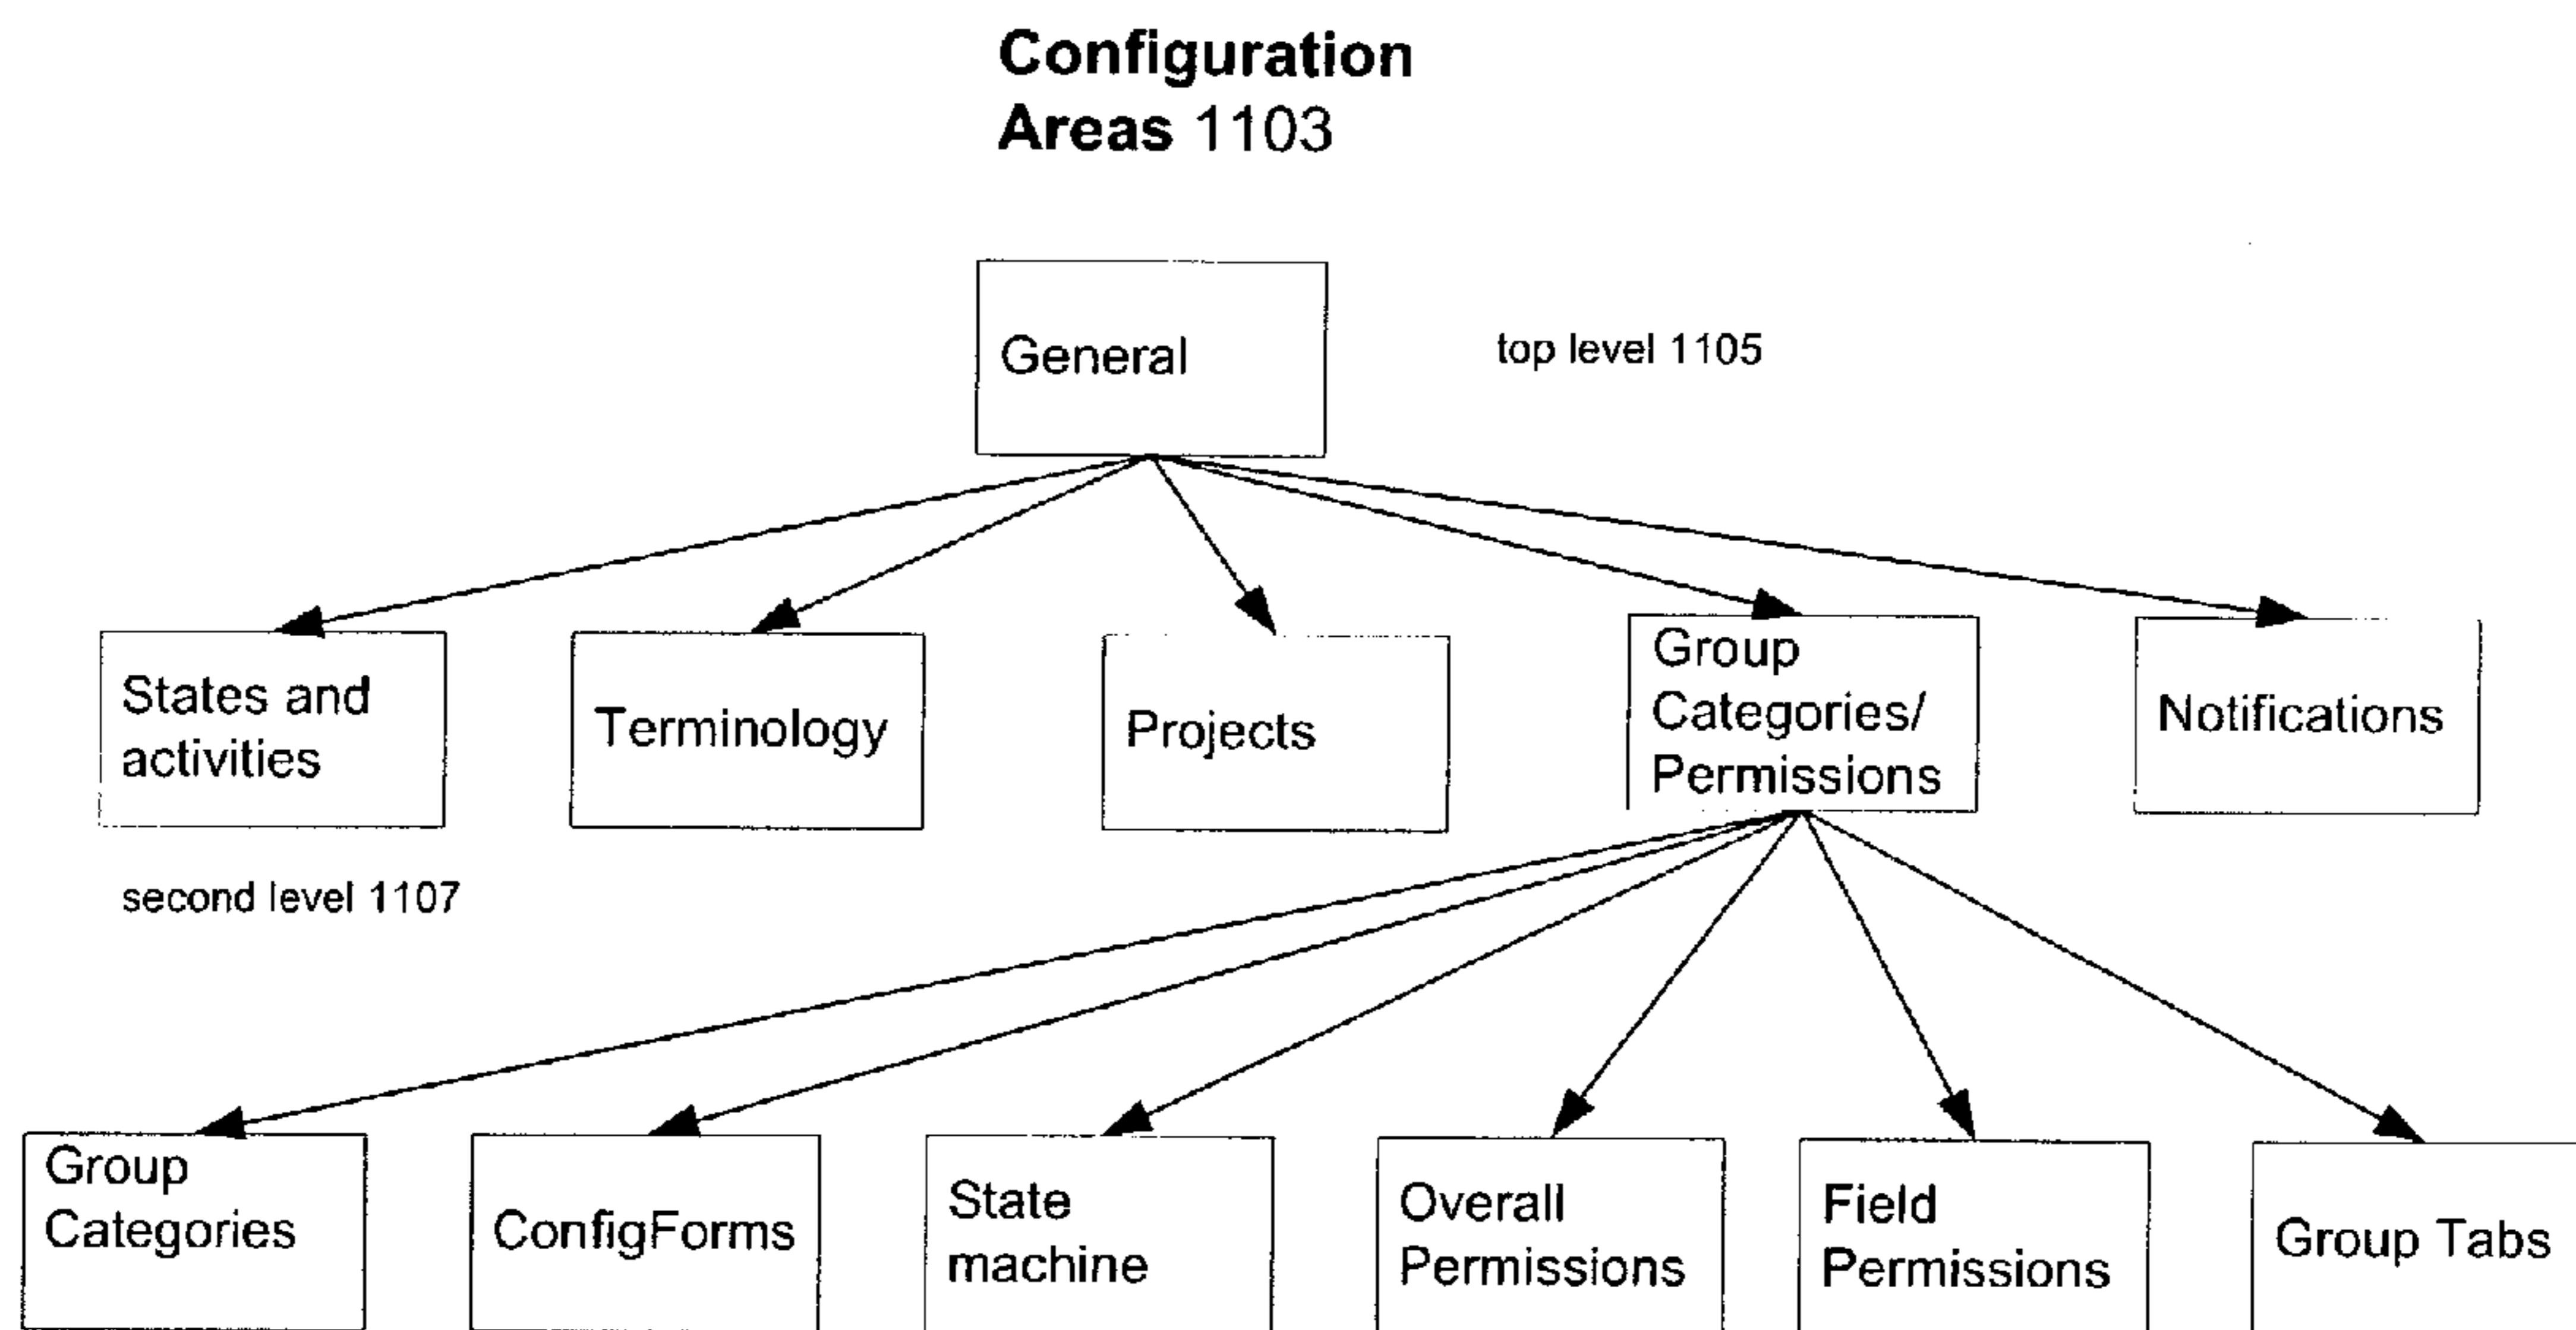 Configuration
Areas 1103
General
top level 1105
States and
activities
Terminology
Projects
Group
Categories/
Permissions
Notifications
second level 1107
Group
Categories
ConfigForms
State
machine
Overall
Permissions
Field
Permissions
Group Tabs